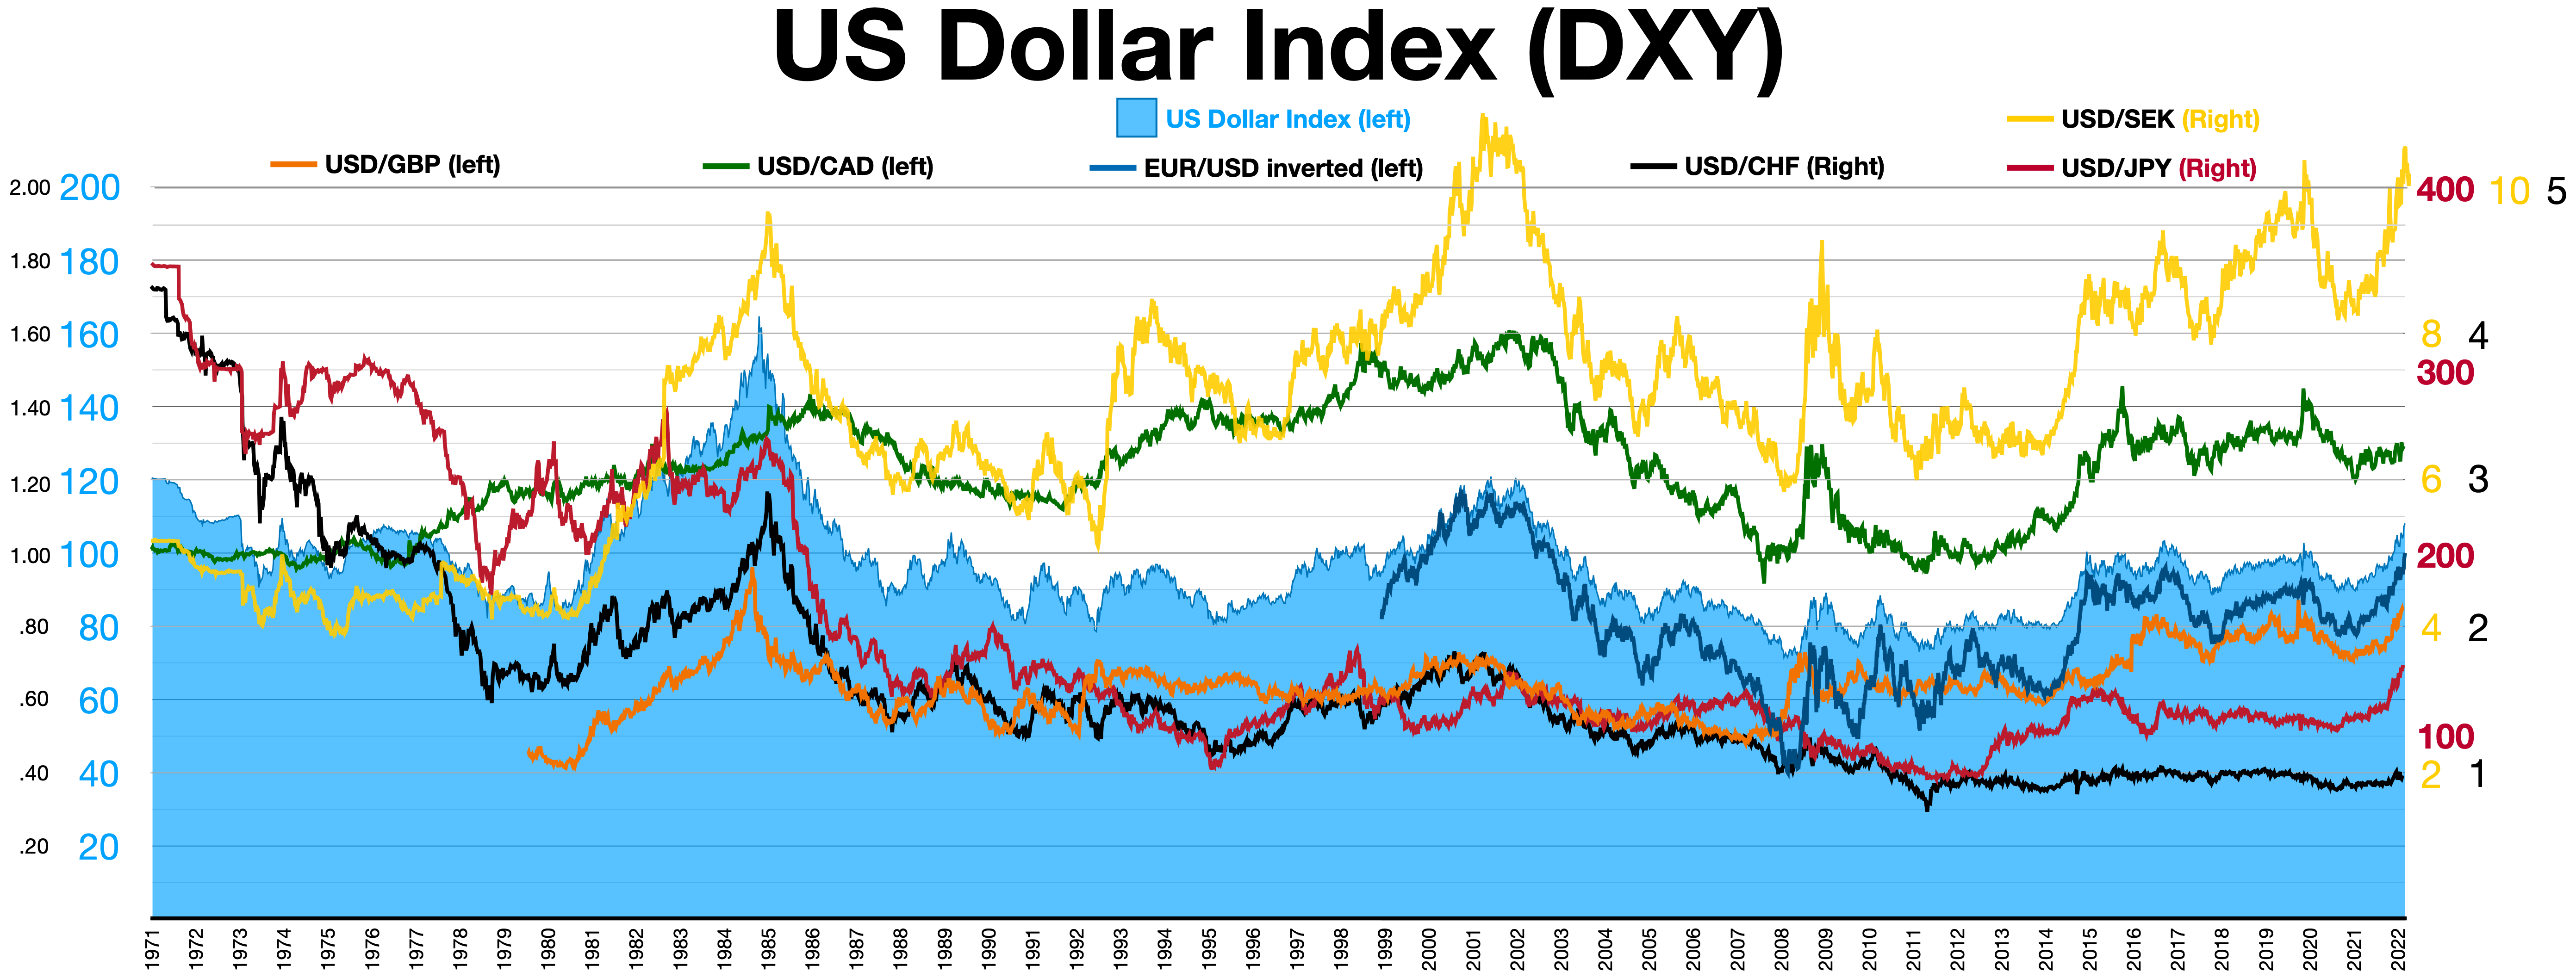 US Dollar Index (DXY)
US Dollar Index (left)
USD/SEK (Right)
USD/GBP (left)
USD/CAD (left)
EUR/USD inverted (left)
USD/CHF (Right)
USD/JPY (Right)
2.00 200
1.80 180
1.60 160
1.40 140
1.20 120
1.00 100
.80 80
.60 60
.40 40
.20 20
400 10 5
8 4
300
6 3
200
4 2
100
2 1
1971 1972 1973 1974 1975 1976 1977 1978 1979 1980 1981 1982 1983 1984 1985 1986 1987 1988 1989 1990 1991 1992 1993 1994 1995 1996 1997 1998 1999 2000 2001 2002 2003 2004 2005 2006 2007 2008 2009 2010 2011 2012 2013 2014 2015 2016 2017 2018 2019 2020 2021 2022